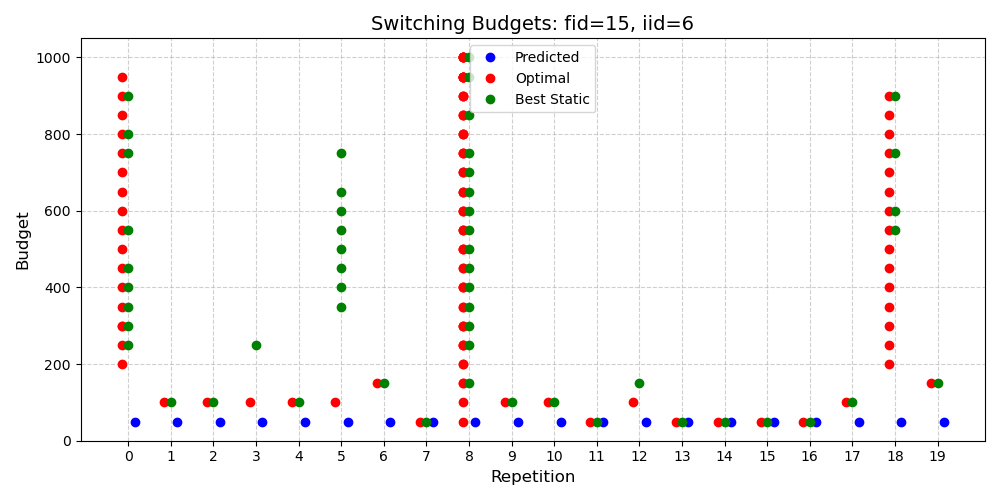 Switching Budgets: fid=15, iid=6
Predicted
Optimal
Best Static
Budget
1000
800
600
400
200
0
0 1 2 3 4 5 6 7 8 9 10 11 12 13 14 15 16 17 18 19
Repetition